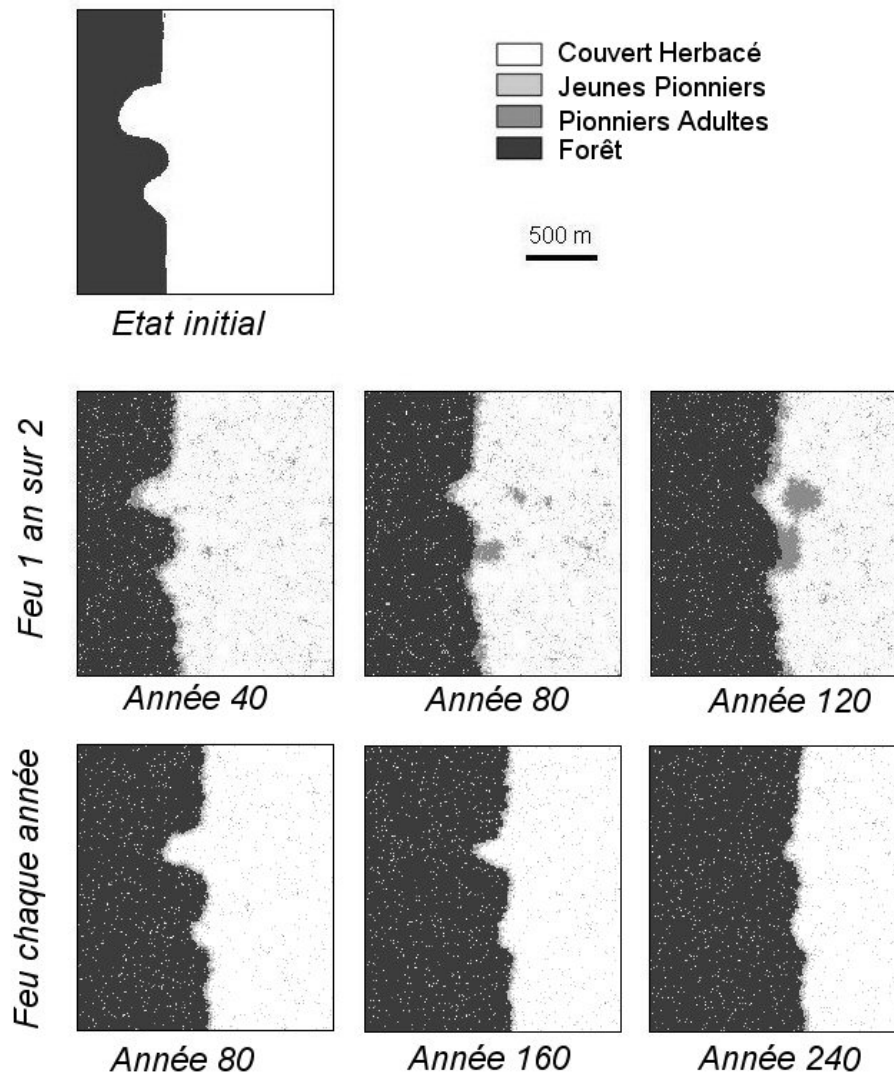 Couvert Herbacé
Jeunes Pionniers
Pionniers Adultes
Forêt
500 m
Etat initial
Feu 1 an sur 2
Année 40
Année 80
Année 120
Feu chaque année
Année 80
Année 160
Année 240